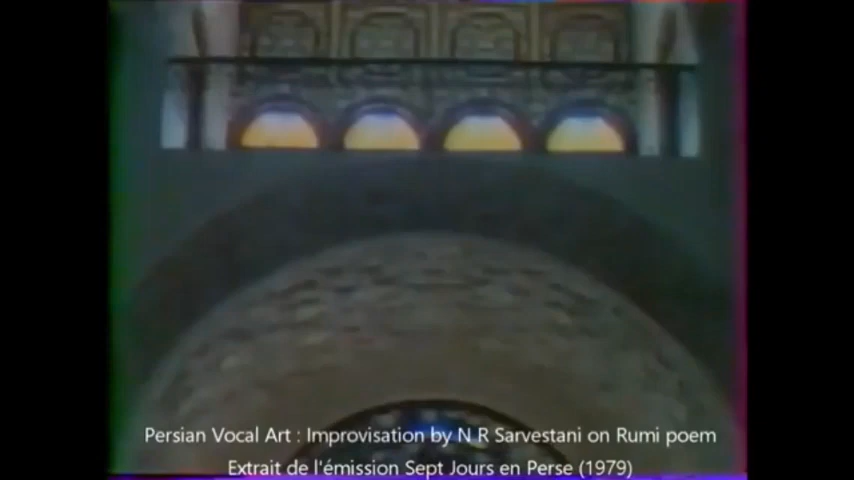 Persian Vocal Art : Improvisation by N R Sarvestani on Rumi poem
Extrait de l'émission Sept Jours en Perse (1979)